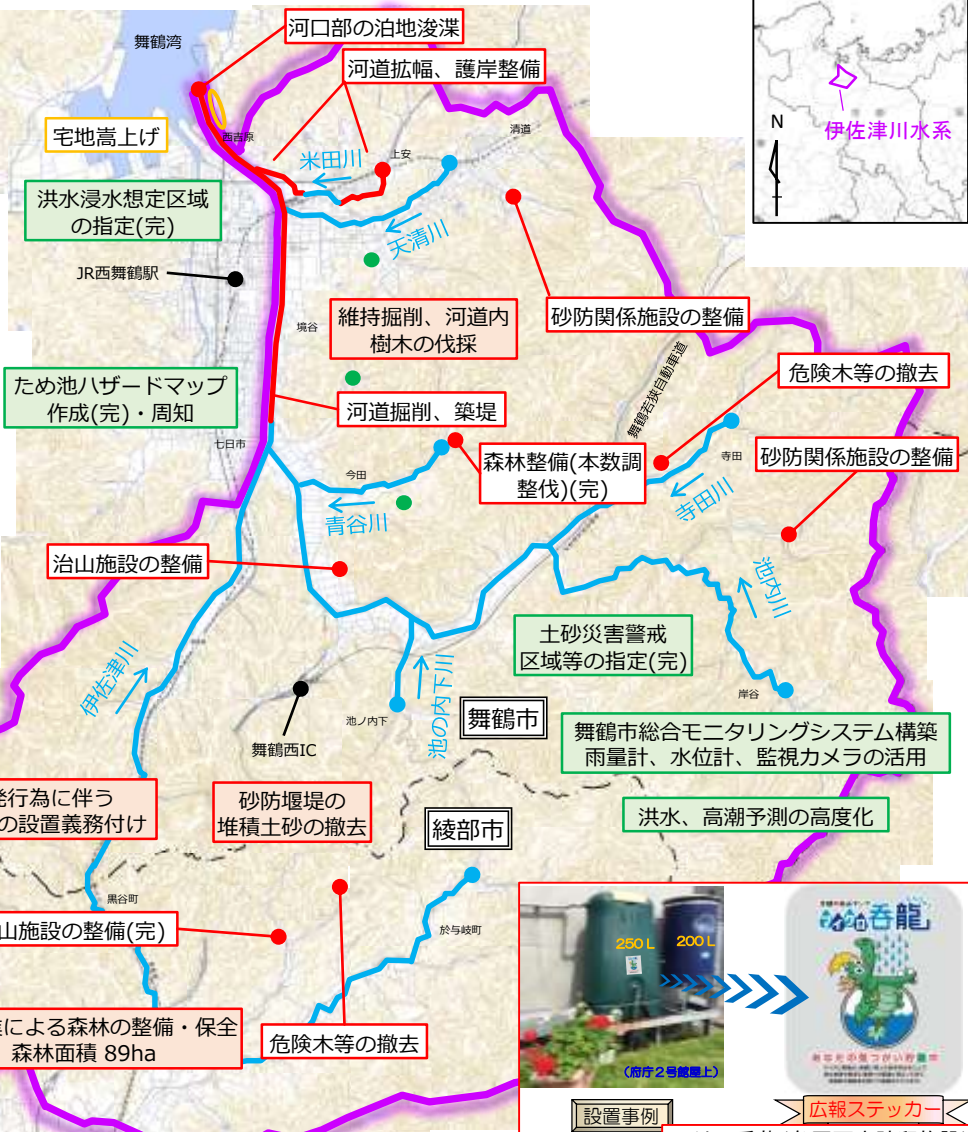 河口部の泊地浚渫
舞鶴湾
河道拡幅、護岸整備
宅地嵩上げ
西吉原
清道
上安
米田川
N
伊佐津川水系
洪水浸水想定区域
の指定(完)
天清川
JR西舞鶴駅
砂防関係施設の整備
境谷
維持掘削、河道内
樹木の伐採
舞鶴若狭自動車道
危険木等の撤去
ため池ハザードマップ
作成(完)・周知
河道掘削、築堤
七日市
今田
森林整備(本数調
整伐)(完)
寺田
砂防関係施設の整備
寺田川
青谷川
治山施設の整備
池内川
土砂災害警戒
区域等の指定(完)
伊佐津川
池の内下川
岸谷
池ノ内下
舞鶴市
舞鶴西IC
舞鶴市総合モニタリングシステム構築
雨量計、水位計、監視カメラの活用
発行為に伴う
の設置義務付け
砂防堰堤の
堆積土砂の撤去
洪水、高潮予測の高度化
綾部市
黒谷町
山施設の整備(完)
於与岐町
250L
200L
呑龍
による森林の整備・保全
森林面積 89ha
危険木等の撤去
(府庁2号館屋上)
設置事例
広報ステッカー